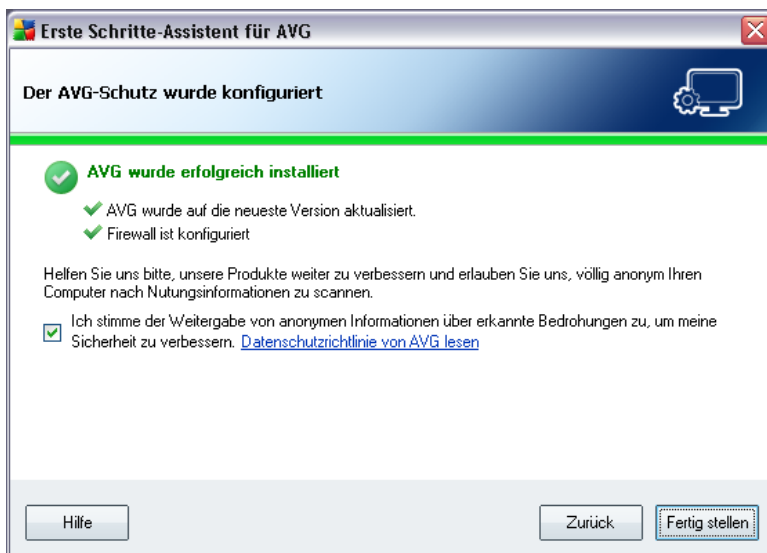 Erste Schritte-Assistent für AVG
Der AVG-Schutz wurde konfiguriert
AVG wurde erfolgreich installiert
AVG wurde auf die neueste Version aktualisiert.
Firewall ist konfiguriert
Helfen Sie uns bitte, unsere Produkte weiter zu verbessern und erlauben Sie uns, völlig anonym Ihren
Computer nach Nutungsinformationen zu scannen.
Ich stimme der Weitergabe von anonymen Informationen über erkannte Bedrohungen zu, um meine
Sicherheit zu verbessern. Datenschutzrichtlinie von AVG lesen
Hilfe
Zurück
Fertig stellen